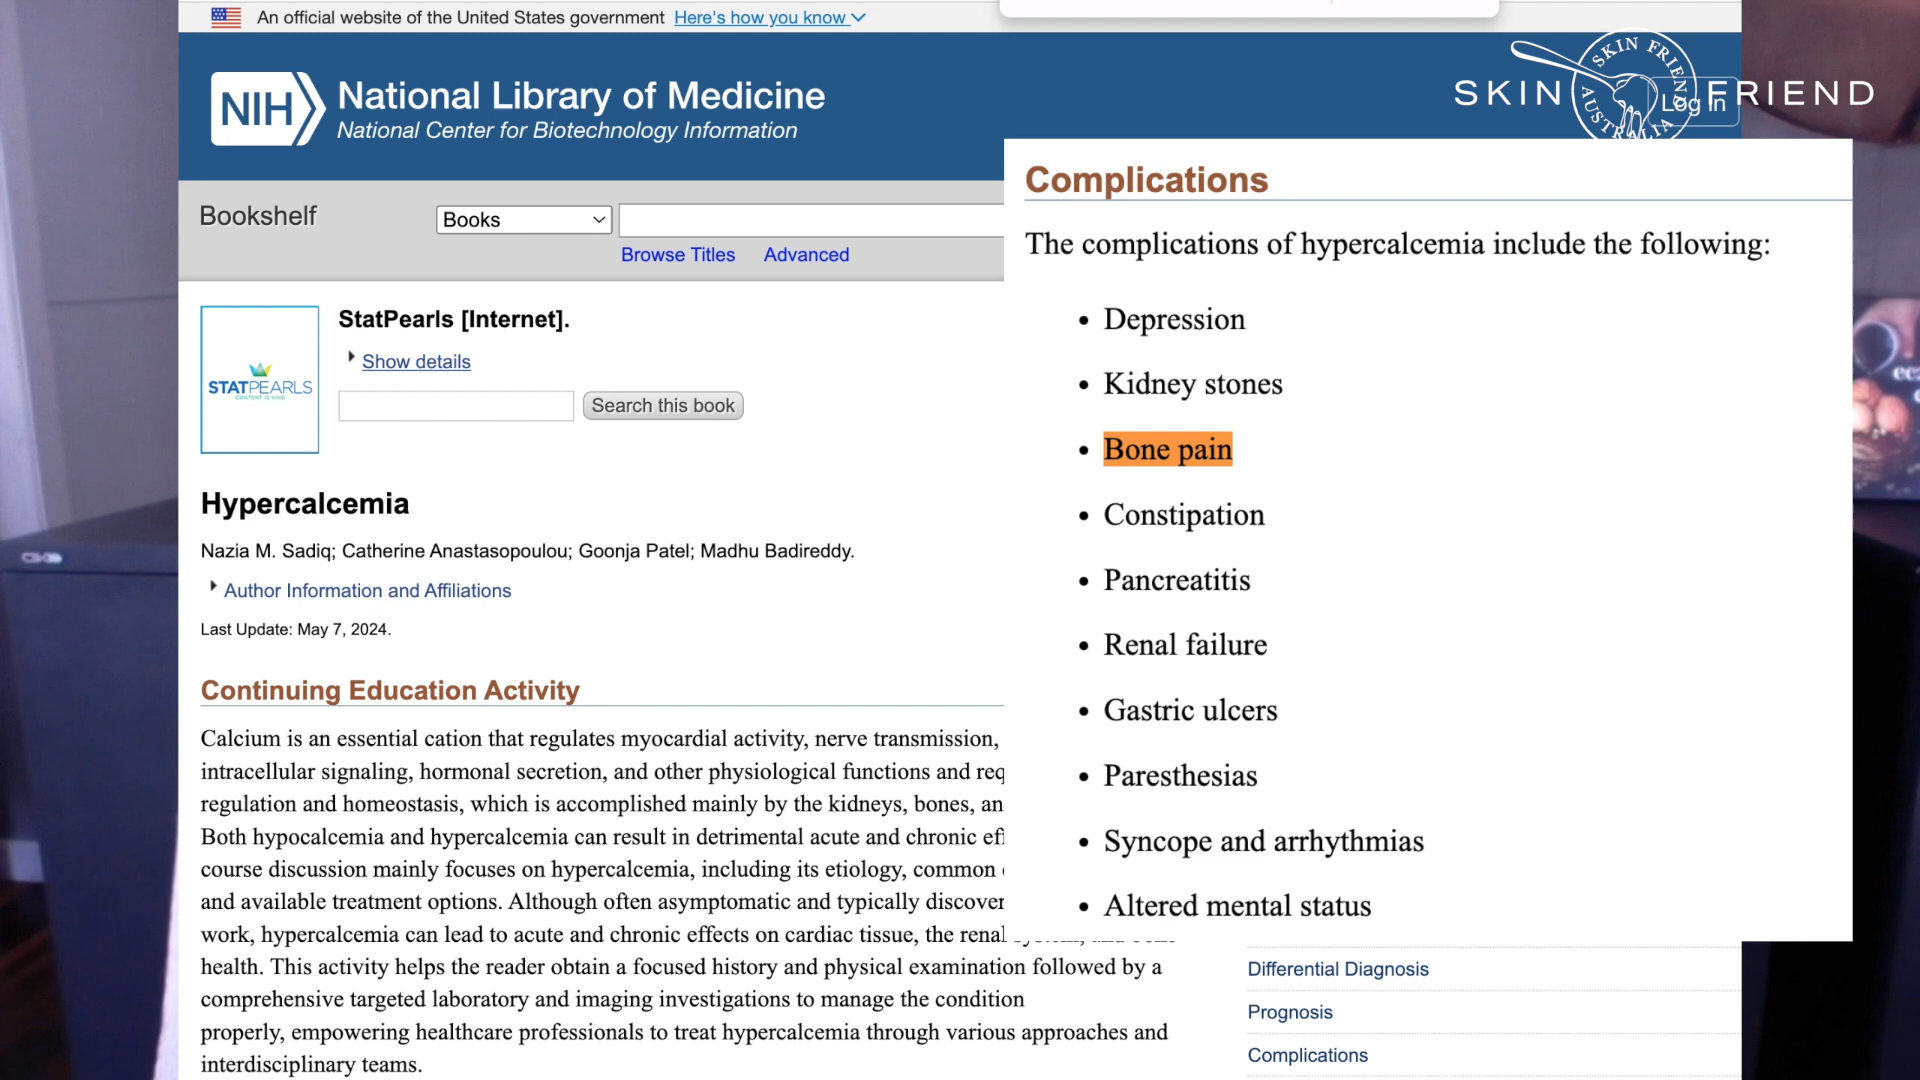 An official website of the United States government Here's how you know
NIH National Library of Medicine
National Center for Biotechnology Information
SKIN FRIEND
SKIN FRIEND
AUSTRALIA
Log in
Bookshelf
Books
Browse Titles Advanced
StatPearls [Internet].
Show details
Search this book
STATPEARLS
CONTENT IS KING
Hypercalcemia
Nazia M. Sadiq; Catherine Anastasopoulou; Goonja Patel; Madhu Badireddy.
Author Information and Affiliations
Last Update: May 7, 2024.
Continuing Education Activity
Calcium is an essential cation that regulates myocardial activity, nerve transmission,
intracellular signaling, hormonal secretion, and other physiological functions and req
regulation and homeostasis, which is accomplished mainly by the kidneys, bones, an
Both hypocalcemia and hypercalcemia can result in detrimental acute and chronic eff
course discussion mainly focuses on hypercalcemia, including its etiology, common
and available treatment options. Although often asymptomatic and typically discover
work, hypercalcemia can lead to acute and chronic effects on cardiac tissue, the renal
health. This activity helps the reader obtain a focused history and physical examination followed by a
comprehensive targeted laboratory and imaging investigations to manage the condition
properly, empowering healthcare professionals to treat hypercalcemia through various approaches and
interdisciplinary teams.
Complications
The complications of hypercalcemia include the following:
• Depression
• Kidney stones
• Bone pain
• Constipation
• Pancreatitis
• Renal failure
• Gastric ulcers
• Paresthesias
• Syncope and arrhythmias
• Altered mental status
Differential Diagnosis
Prognosis
Complications